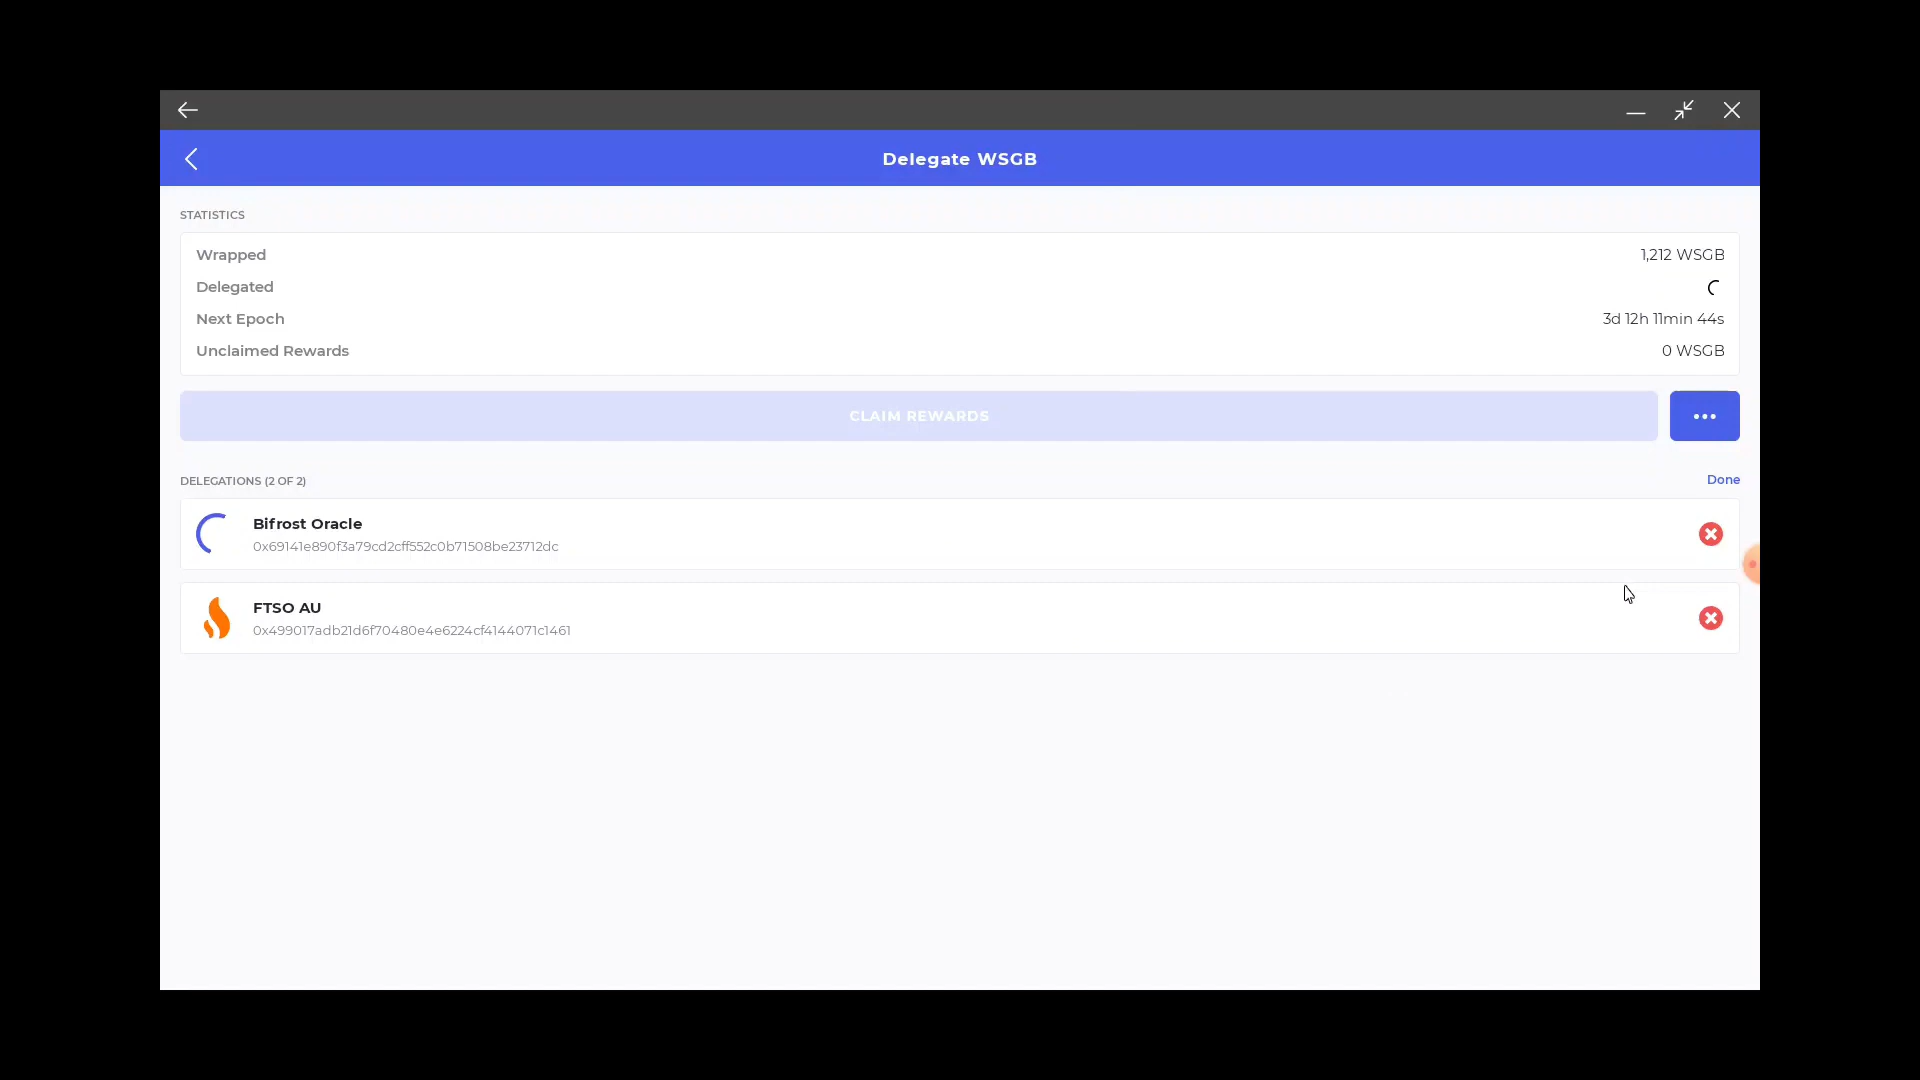 Delegate WSGB
STATISTICS
Wrapped 1,212 WSGB
Delegated
Next Epoch 3d 12h 11min 44s
Unclaimed Rewards 0 WSGB
CLAIM REWARDS
DELEGATIONS (2 OF 2) Done
Bifrost Oracle
0x69141e890f3a79cd2cff552c0b71508be23712dc
FTSO AU
0x499017adb21d6f70480e4e6224cf4144071c1461